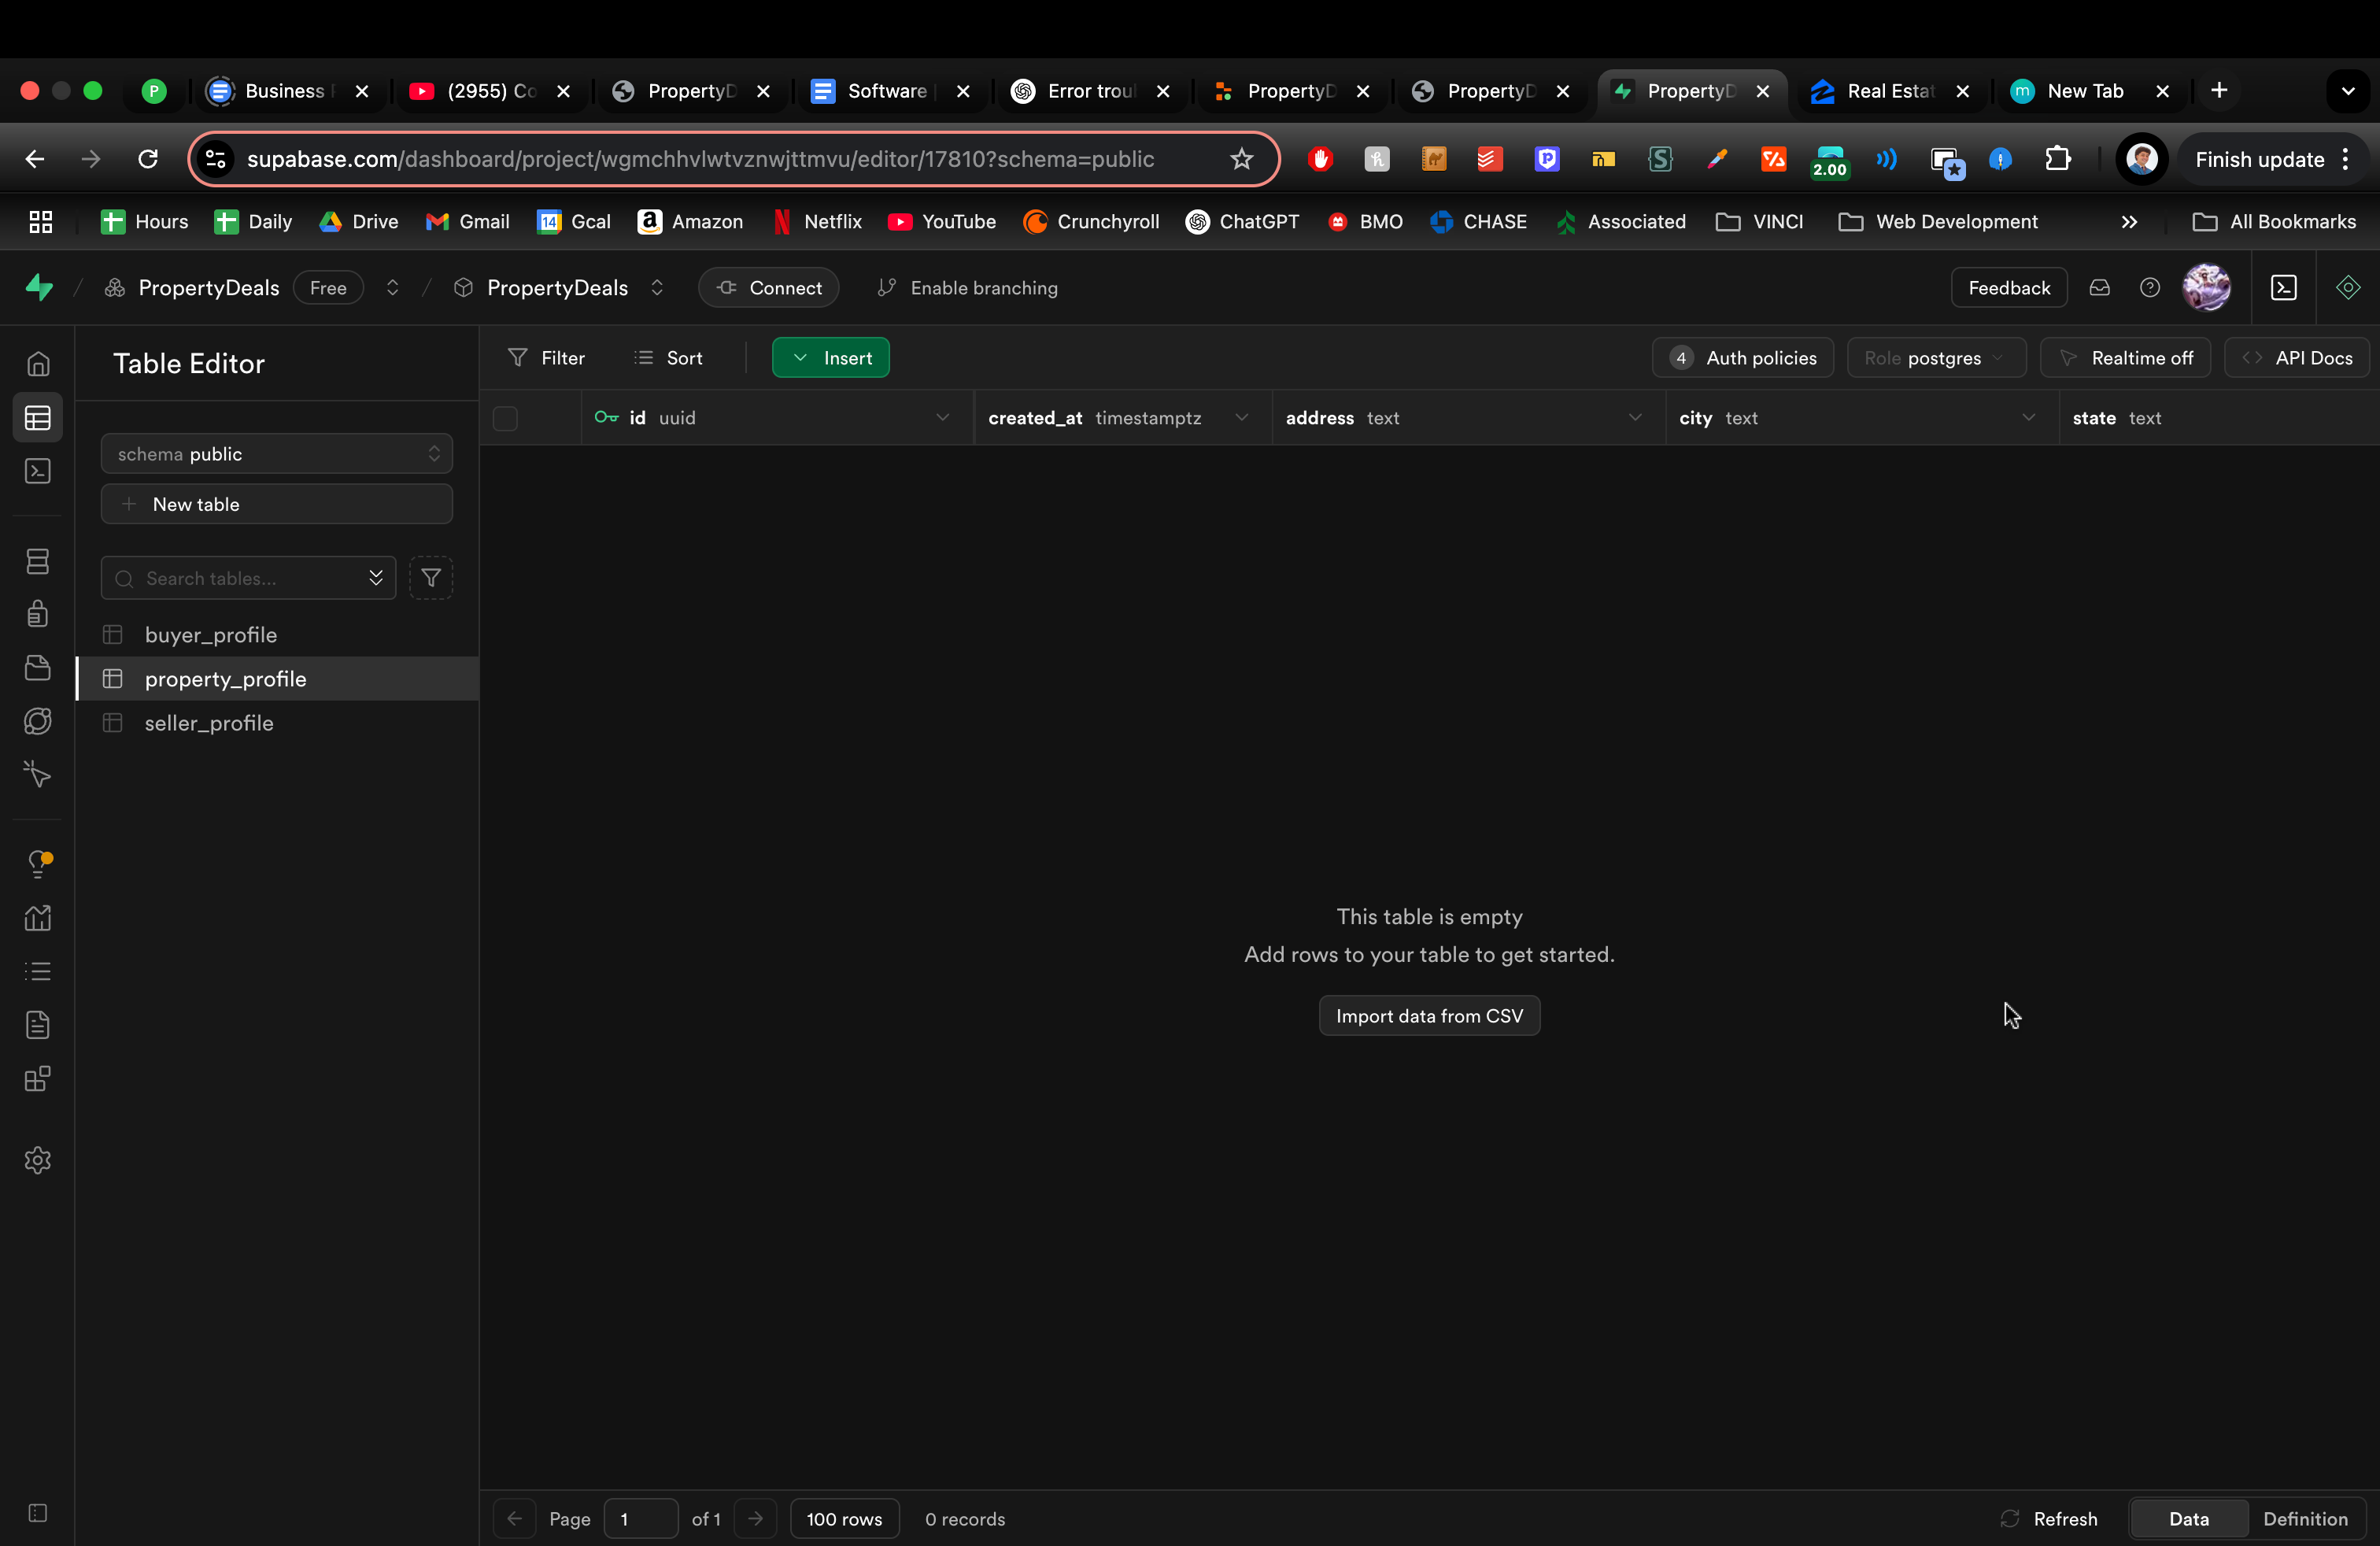 P Business (2955) Co PropertyD Software Error trou PropertyD PropertyD PropertyD Real Estat m New Tab
supabase.com/dashboard/project/wgmchhvlwtvznwjttmvu/editor/17810?schema=public 2.00 Finish update
Hours Daily Drive Gmail 14 Gcal Amazon Netflix YouTube Crunchyroll ChatGPT BMO CHASE Associated VINCI Web Development All Bookmarks
/ PropertyDeals Free / PropertyDeals Connect Enable branching Feedback
Table Editor Filter Sort Insert 4 Auth policies Role postgres Realtime off API Docs
id uuid created_at timestamptz address text city text state text
schema public
New table
Search tables...
buyer_profile
property_profile
seller_profile
This table is empty
Add rows to your table to get started.
Import data from CSV
Page 1 of 1 100 rows 0 records Refresh Data Definition